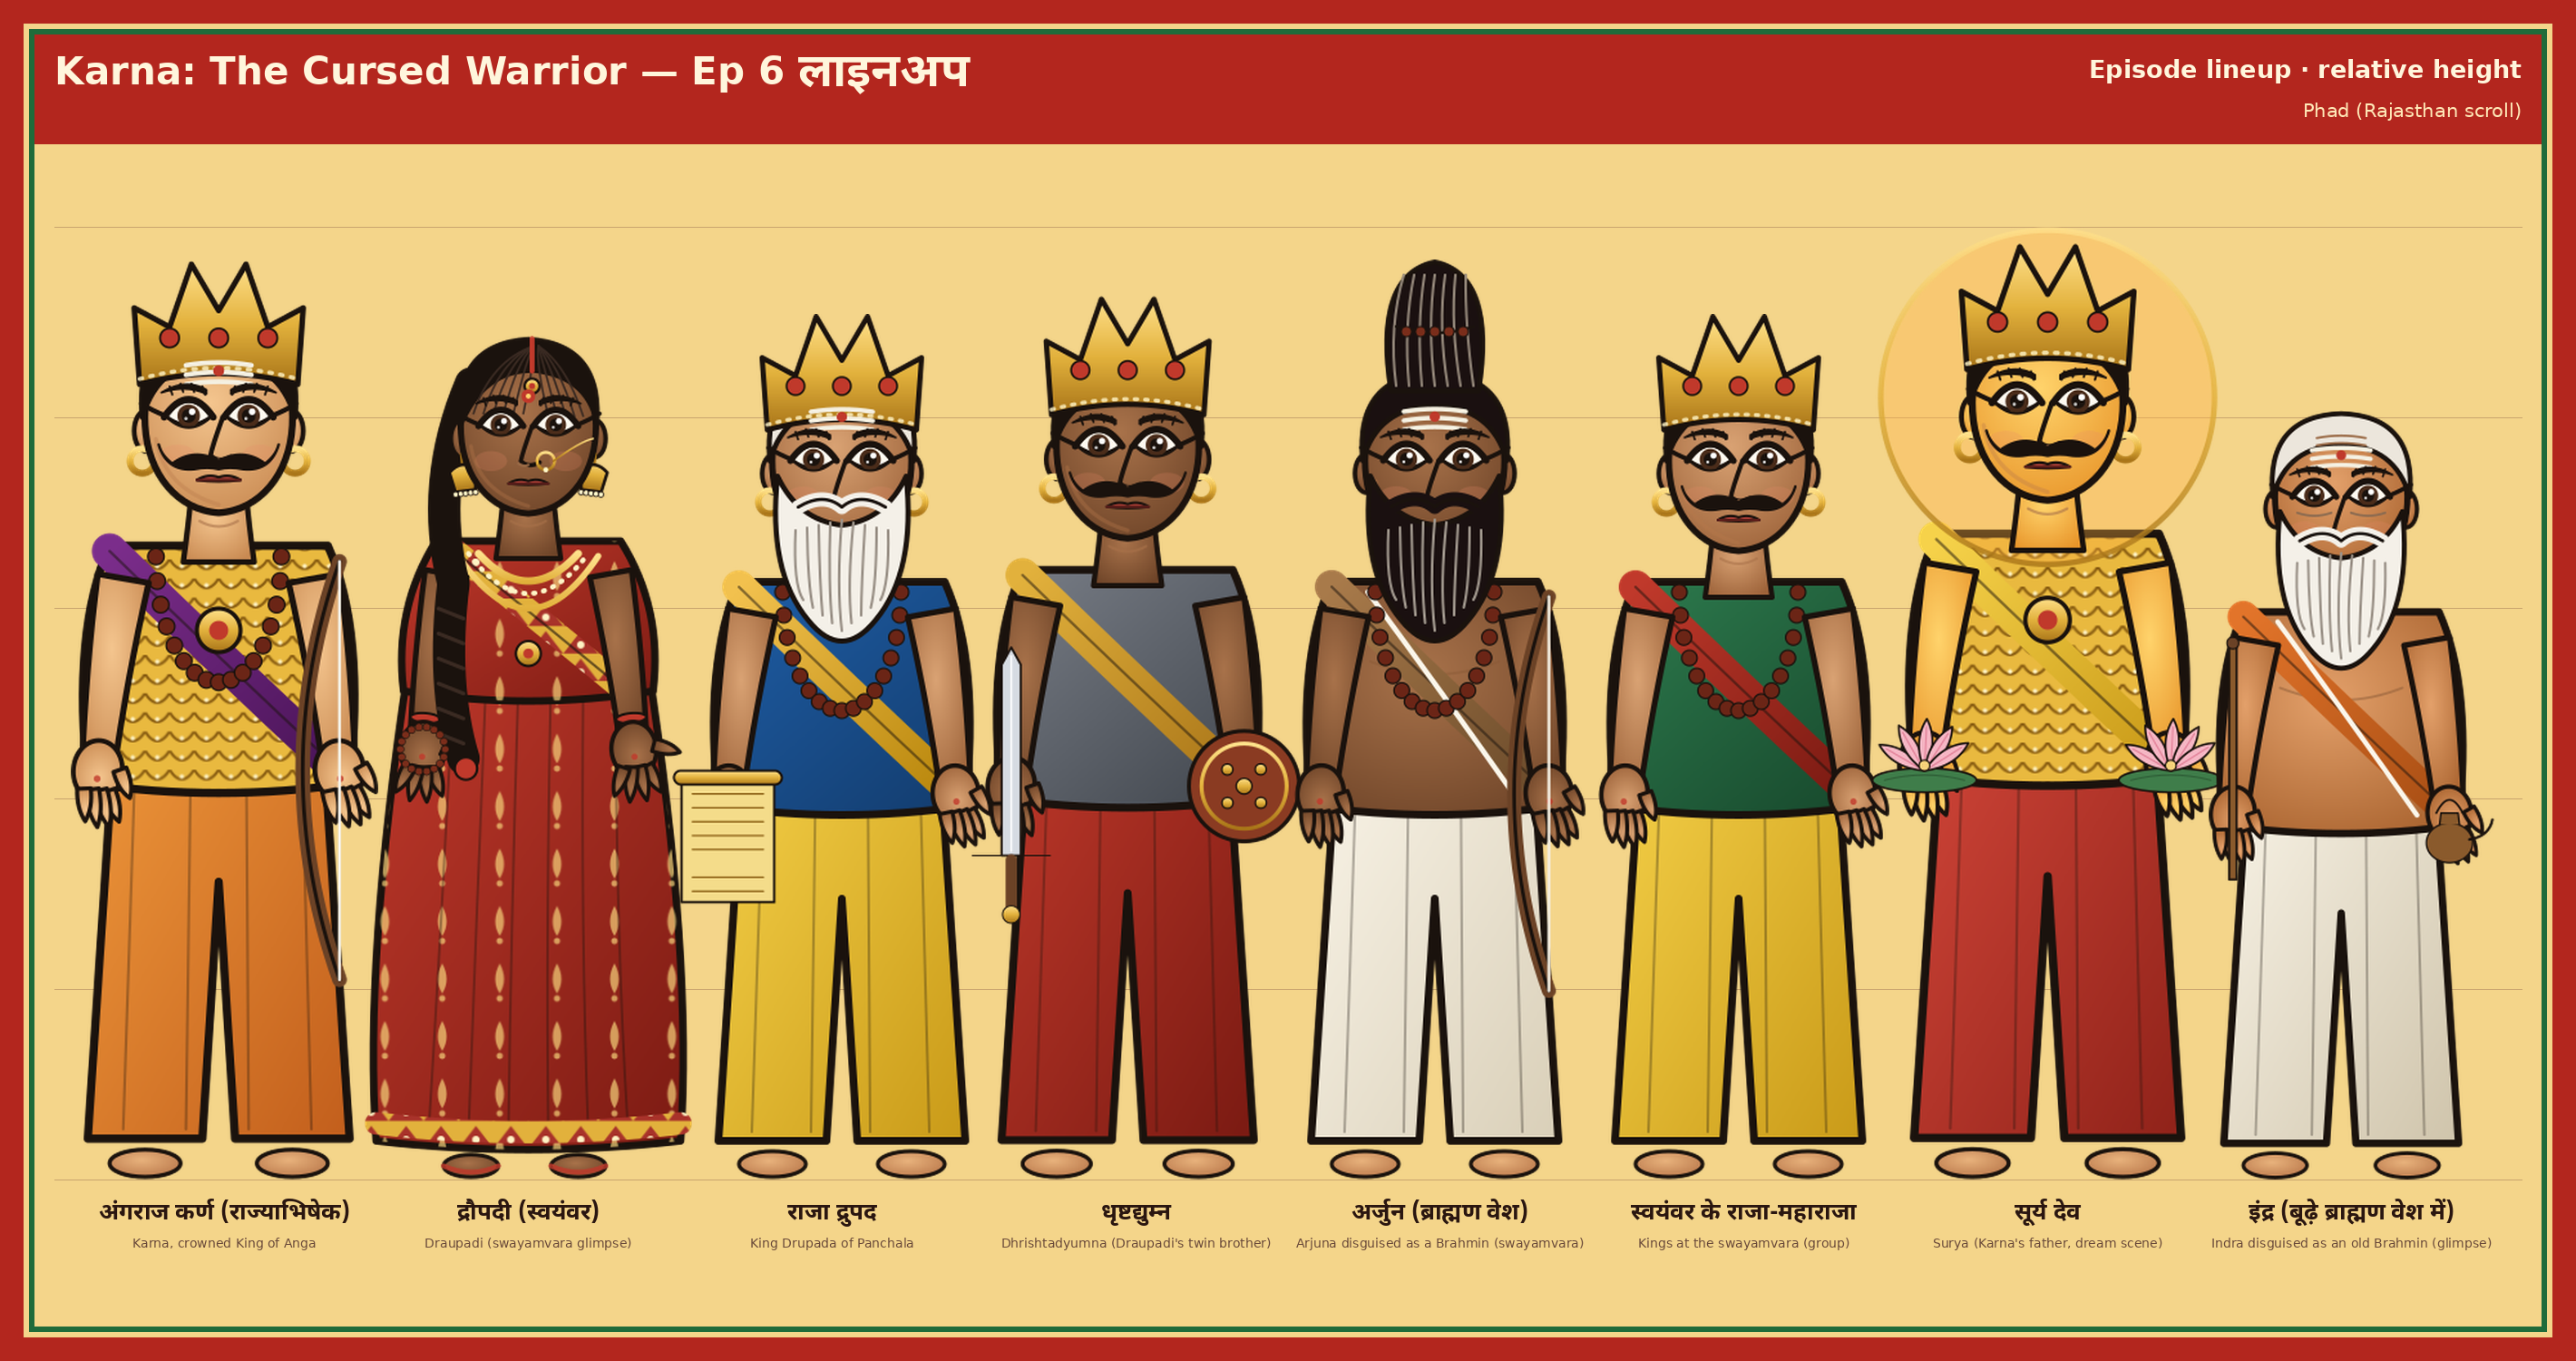 Karna: The Cursed Warrior — Ep 6 लाइनअप
Episode lineup · relative height
Phad (Rajasthan scroll)
अंगराज कर्ण (राज्याभिषेक)
Karna, crowned King of Anga
द्रौपदी (स्वयंवर)
Draupadi (swayamvara glimpse)
राजा द्रुपद
King Drupada of Panchala
धृष्टद्युम्न
Dhrishtadyumna (Draupadi's twin brother)
अर्जुन (ब्राह्मण वेश)
Arjuna disguised as a Brahmin (swayamvara)
स्वयंवर के राजा-महाराजा
Kings at the swayamvara (group)
सूर्य देव
Surya (Karna's father, dream scene)
इंद्र (बूढ़े ब्राह्मण वेश में)
Indra disguised as an old Brahmin (glimpse)